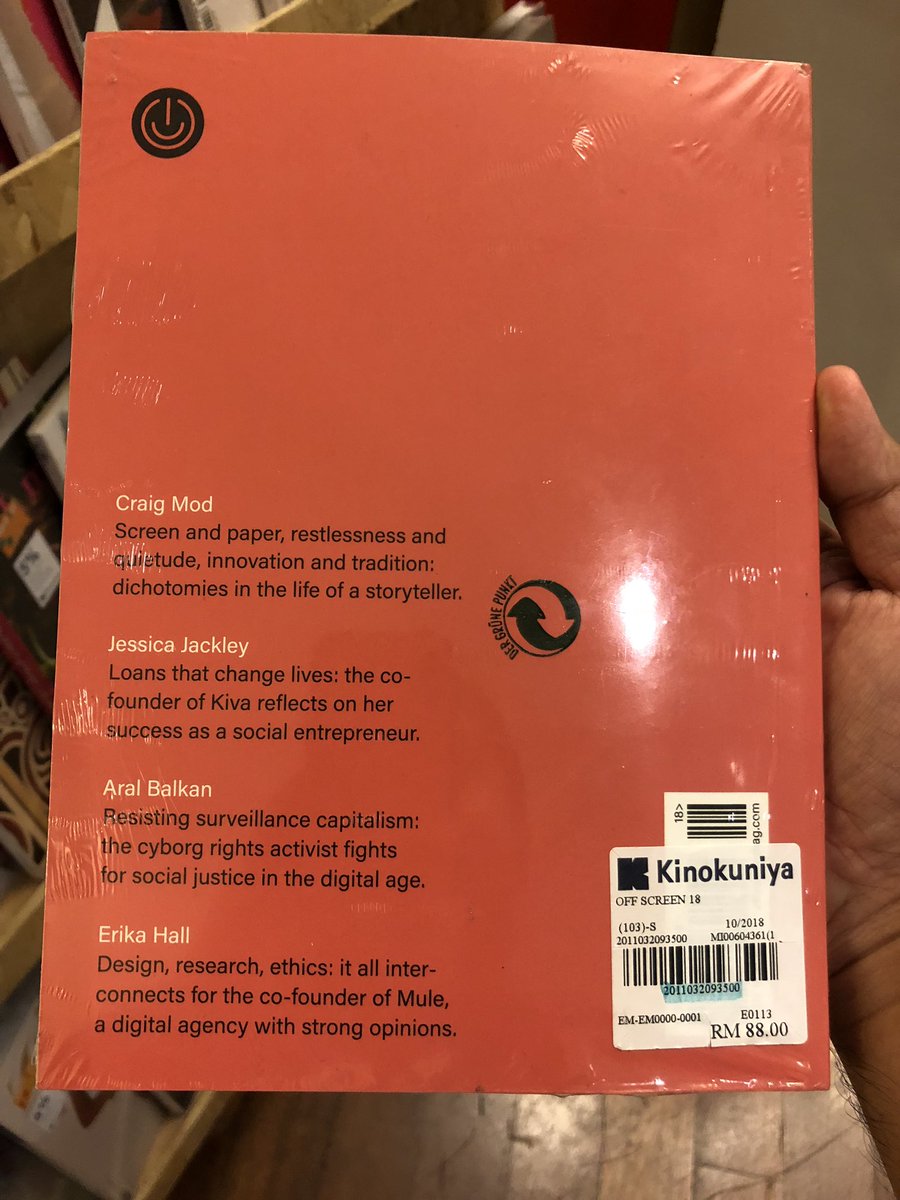 Craig Mod
Screen and paper, restlessness and
quietude, innovation and tradition:
dichotomies in the life of a storyteller.
DER GRÜNE PUNKT
Jessica Jackley
Loans that change lives: the co-
founder of Kiva reflects on her
success as a social entrepreneur.
Aral Balkan
Resisting surveillance capitalism:
the cyborg rights activist fights
for social justice in the digital age.
Erika Hall
Design, research, ethics: it all inter-
connects for the co-founder of Mule,
a digital agency with strong opinions.
18>
ag.com
Kinokuniya
OFF SCREEN 18
(103)-S 10/2018
2011032093500 MI00604361(1
2011032093500
EM-EM0000-0001 E0113
RM 88.00